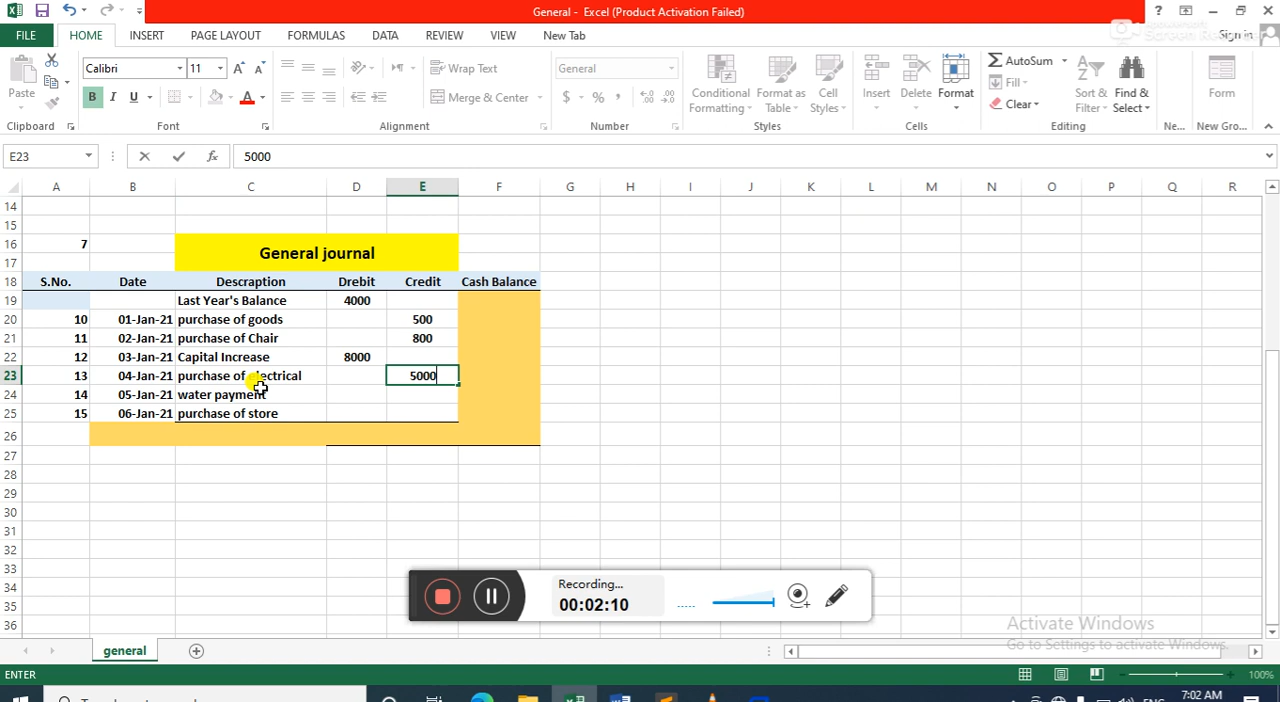 General - Excel (Product Activation Failed)
FILE HOME INSERT PAGE LAYOUT FORMULAS DATA REVIEW VIEW New Tab Sign in
Paste Calibri 11 Wrap Text General Conditional Format as Cell Insert Delete Format AutoSum Sort & Find & Form
B I U Merge & Center $ % Formatting Table Styles Fill Filter Select
Clear
Clipboard Font Alignment Number Styles Cells Editing Ne... New Gro...
E23 fx 5000
A B C D E F G H I J K L M N O P Q R
14
15
16 7 General journal
17
18 S.No. Date Descraption Drebit Credit Cash Balance
19 Last Year's Balance 4000
20 10 01-Jan-21 purchase of goods 500
21 11 02-Jan-21 purchase of Chair 800
22 12 03-Jan-21 Capital Increase 8000
23 13 04-Jan-21 purchase of electrical 5000
24 14 05-Jan-21 water payment
25 15 06-Jan-21 purchase of store
26
27
28
29
30
31
32
33
34
35
36
Recording...
00:02:10
Activate Windows
Go to Settings to activate Windows.
general
ENTER 100%
7:02 AM